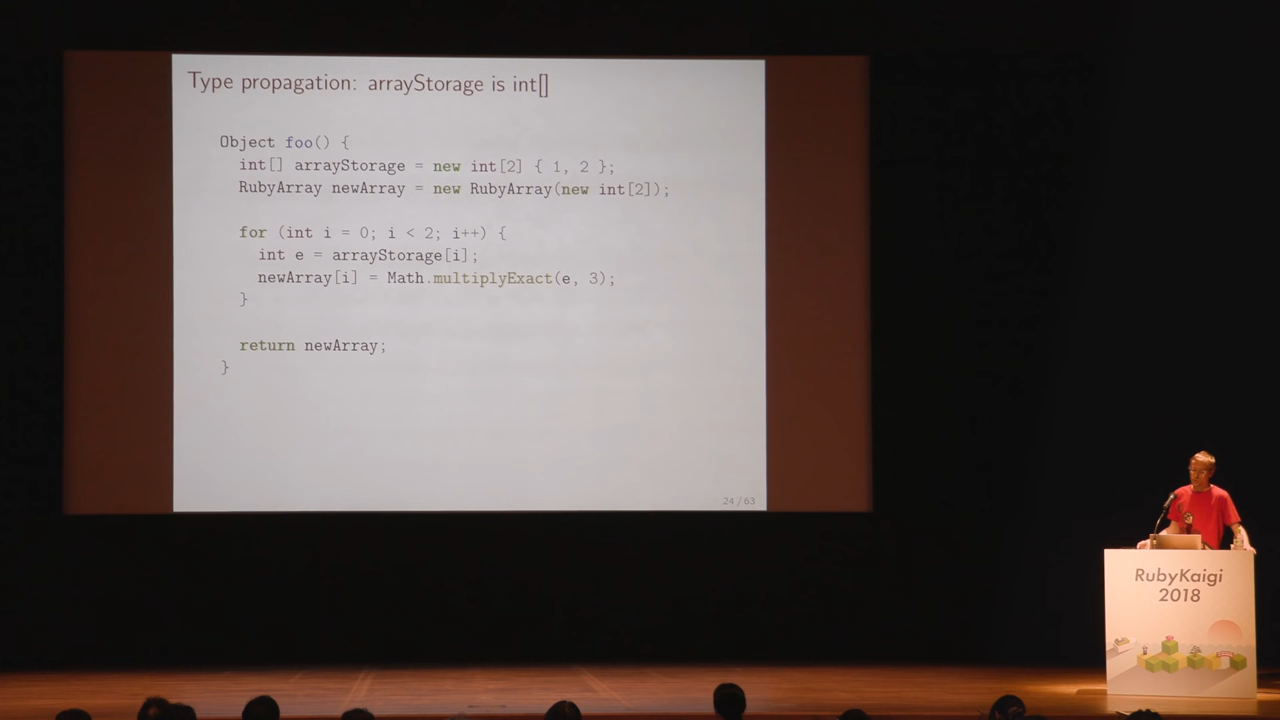 Type propagation: arrayStorage is int[]
Object foo() {
int[] arrayStorage = new int[2] { 1, 2 };
RubyArray newArray = new RubyArray(new int[2]);
for (int i = 0; i < 2; i++) {
int e = arrayStorage[i];
newArray[i] = Math.multiplyExact(e, 3);
}
return newArray;
}
24 / 63
RubyKaigi
2018